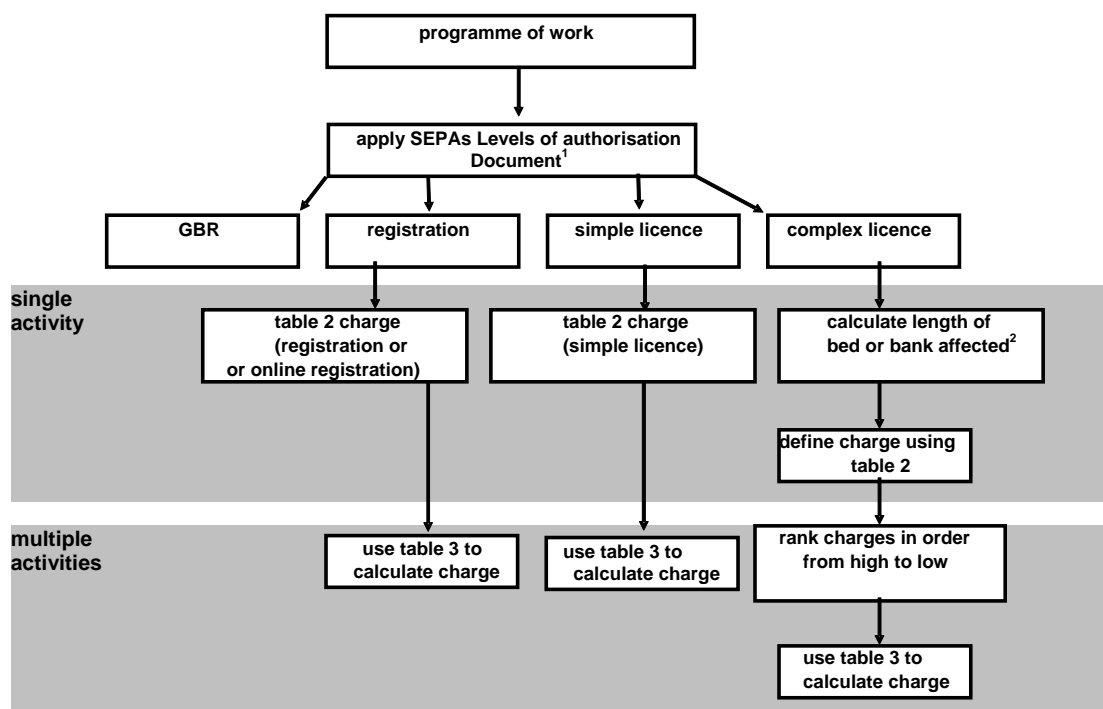 programme of work
apply SEPAs Levels of authorisation
Document1
GBR
registration
simple licence
complex licence
single
activity
table 2 charge
(registration or
or online registration)
table 2 charge
(simple licence)
calculate length of
bed or bank affected2
define charge using
table 2
multiple
activities
use table 3 to
calculate charge
use table 3 to
calculate charge
rank charges in order
from high to low
use table 3 to
calculate charge